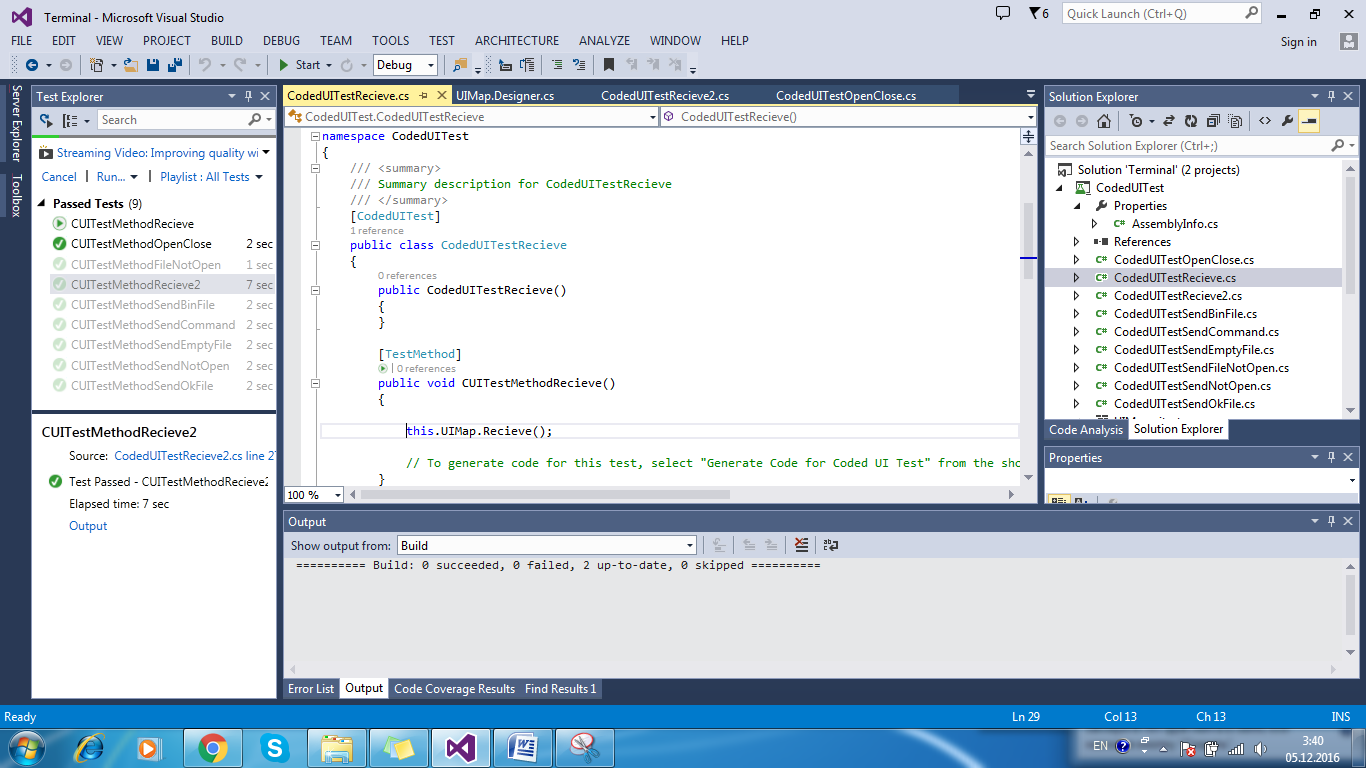 Terminal - Microsoft Visual Studio
6
Quick Launch (Ctrl+Q)
FILE EDIT VIEW PROJECT BUILD DEBUG TEAM TOOLS TEST ARCHITECTURE ANALYZE WINDOW HELP
Sign in
Start Debug
Server Explorer
Toolbox
Test Explorer
Search
Streaming Video: Improving quality wi
Cancel | Run... | Playlist : All Tests
Passed Tests (9)
CUITestMethodRecieve
CUITestMethodOpenClose 2 sec
CUITestMethodFileNotOpen 1 sec
CUITestMethodRecieve2 7 sec
CUITestMethodSendBinFile 2 sec
CUITestMethodSendCommand 2 sec
CUITestMethodSendEmptyFile 2 sec
CUITestMethodSendNotOpen 2 sec
CUITestMethodSendOkFile 2 sec
CUITestMethodRecieve2
Source: CodedUITestRecieve2.cs line 2
Test Passed - CUITestMethodRecieve2
Elapsed time: 7 sec
Output
CodedUITestRecieve.cs UIMap.Designer.cs CodedUITestRecieve2.cs CodedUITestOpenClose.cs
CodedUITest.CodedUITestRecieve CodedUITestRecieve()
namespace CodedUITest
{
/// <summary>
/// Summary description for CodedUITestRecieve
/// </summary>
[CodedUITest]
1 reference
public class CodedUITestRecieve
{
0 references
public CodedUITestRecieve()
{
}
[TestMethod]
| 0 references
public void CUITestMethodRecieve()
{
this.UIMap.Recieve();
// To generate code for this test, select "Generate Code for Coded UI Test" from the sho
}
100 %
Solution Explorer
Search Solution Explorer (Ctrl+;)
Solution 'Terminal' (2 projects)
CodedUITest
Properties
C# AssemblyInfo.cs
References
C# CodedUITestOpenClose.cs
C# CodedUITestRecieve.cs
C# CodedUITestRecieve2.cs
C# CodedUITestSendBinFile.cs
C# CodedUITestSendCommand.cs
C# CodedUITestSendEmptyFile.cs
C# CodedUITestSendFileNotOpen.cs
C# CodedUITestSendNotOpen.cs
C# CodedUITestSendOkFile.cs
Code Analysis Solution Explorer
Properties
Output
Show output from: Build
========== Build: 0 succeeded, 0 failed, 2 up-to-date, 0 skipped ==========
Error List Output Code Coverage Results Find Results 1
Ready Ln 29 Col 13 Ch 13 INS
EN 3:40
05.12.2016